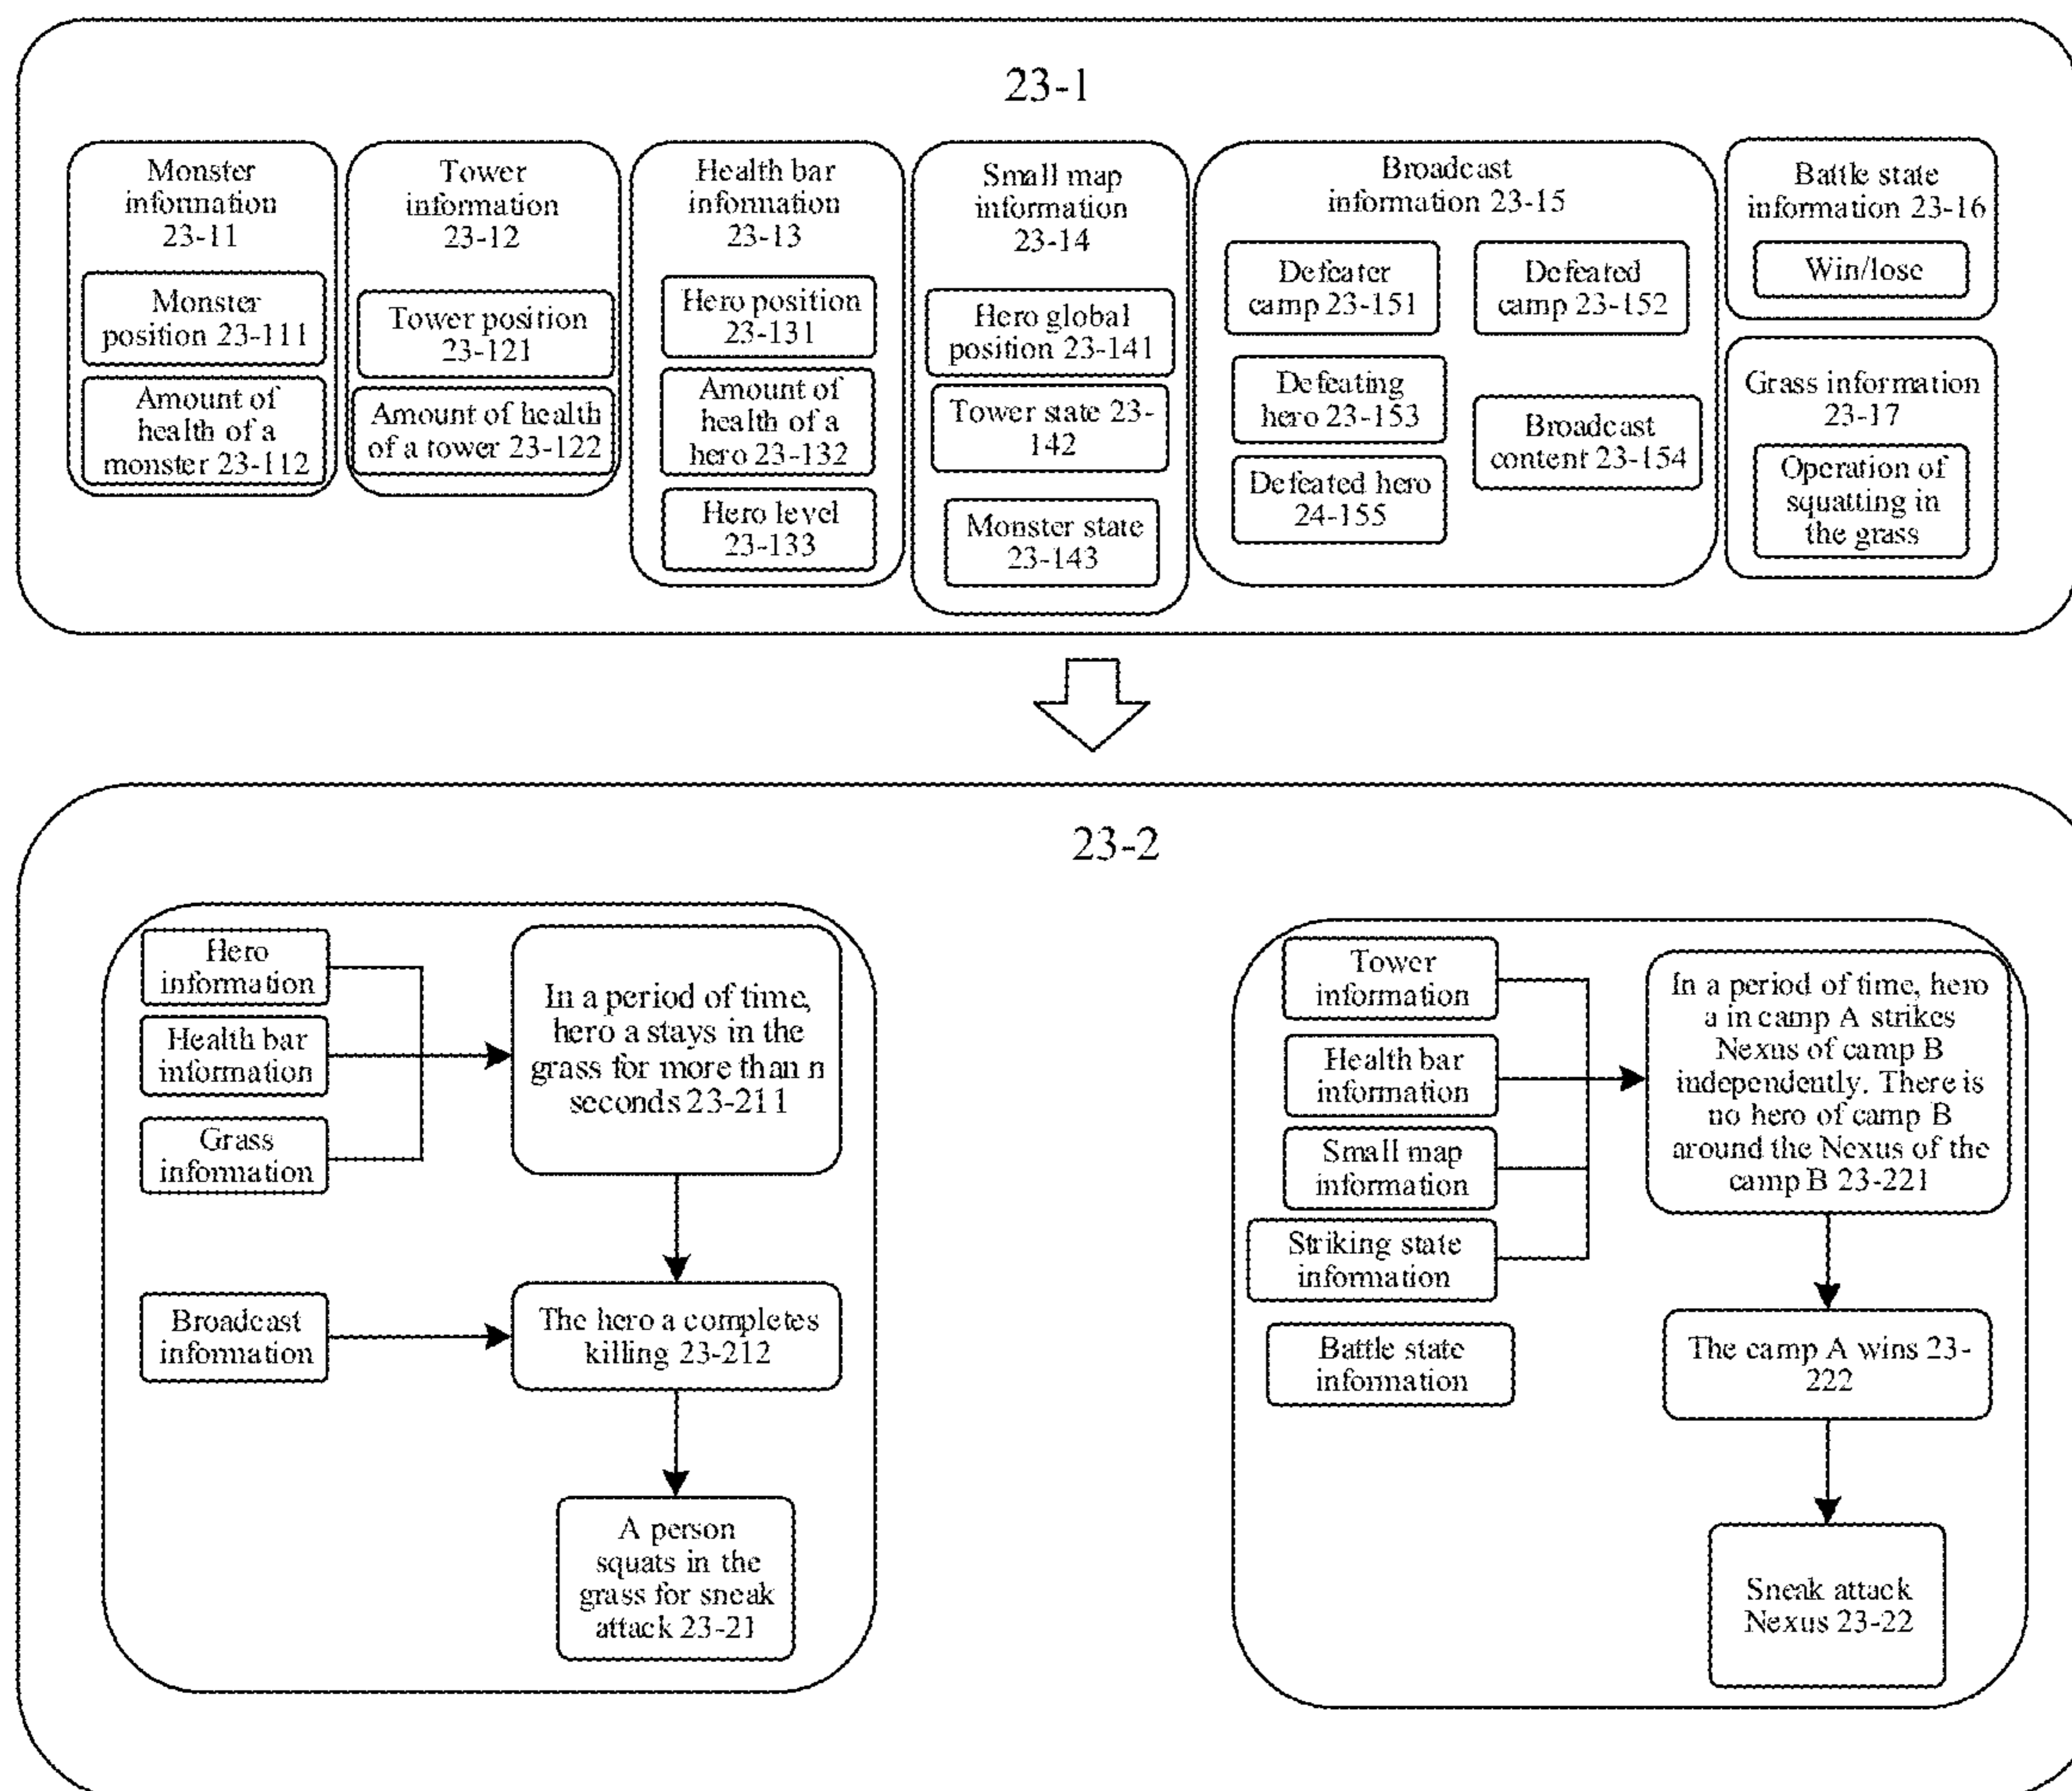 23-1
Monster
information
23-11
Monster
position 23-111
Amount of
health of a
monster 23-112
Tower
information
23-12
Tower position
23-121
Amount of health
of a tower 23-122
Health bar
information
23-13
Hero position
23-131
Amount of
health of a
hero 23-132
Hero level
23-133
Small map
information
23-14
Hero global
position 23-141
Tower state 23-
142
Monster state
23-143
Broadcast
information 23-15
Defeater
camp 23-151
Defeated
camp 23-152
Defeating
hero 23-153
Broadcast
content 23-154
Defeated hero
24-155
Battle state
information 23-16
Win/lose
Grass information
23-17
Operation of
squatting in
the grass
23-2
Hero
information
Health bar
information
Grass
information
In a period of time,
hero a stays in the
grass for more than n
seconds 23-211
Broadcast
information
The hero a completes
killing 23-212
A person
squats in the
grass for sneak
attack 23-21
Tower
information
Health bar
information
Small map
information
Striking state
information
Battle state
information
In a period of time, hero
a in camp A strikes
Nexus of camp B
independently. There is
no hero of camp B
around the Nexus of the
camp B 23-221
The camp A wins 23-
222
Sneak attack
Nexus 23-22